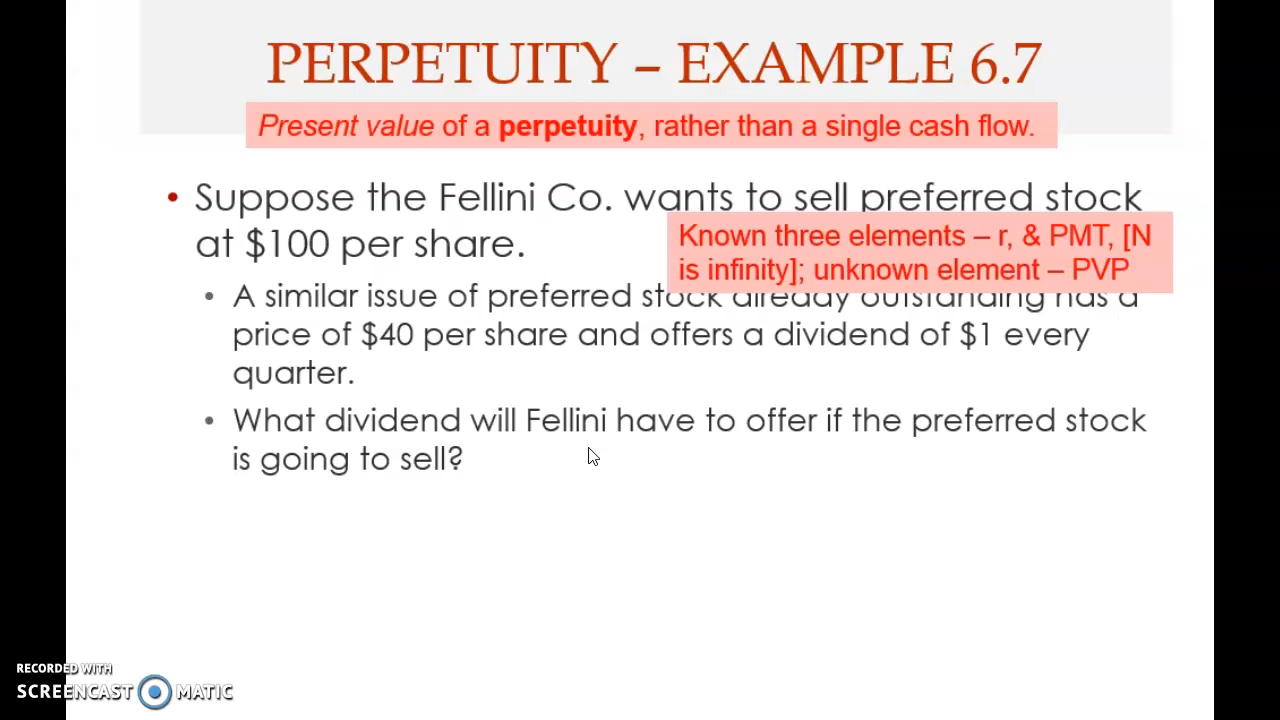 PERPETUITY – EXAMPLE 6.7
Present value of a perpetuity, rather than a single cash flow.
• Suppose the Fellini Co. wants to sell preferred stock
at $100 per share.
Known three elements – r, & PMT, [N
is infinity]; unknown element – PVP
• A similar issue of preferred stock already outstanding has a
price of $40 per share and offers a dividend of $1 every
quarter.
• What dividend will Fellini have to offer if the preferred stock
is going to sell?
RECORDED WITH
SCREENCAST MATIC